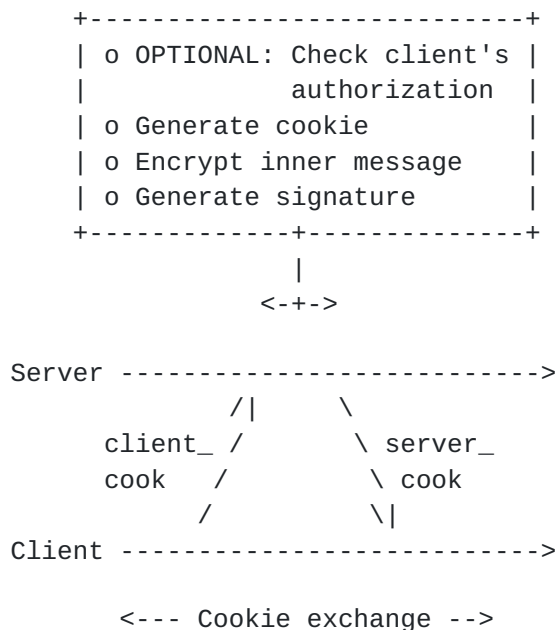 +----------------------------+
| o OPTIONAL: Check client's |
|             authorization  |
| o Generate cookie          |
| o Encrypt inner message    |
| o Generate signature       |
+-------------+--------------+
              |
            <-+->
Server --------------------------->
              /|     \
      client_ /       \ server_
      cook   /         \ cook
            /          \|
Client --------------------------->
       <--- Cookie exchange -->